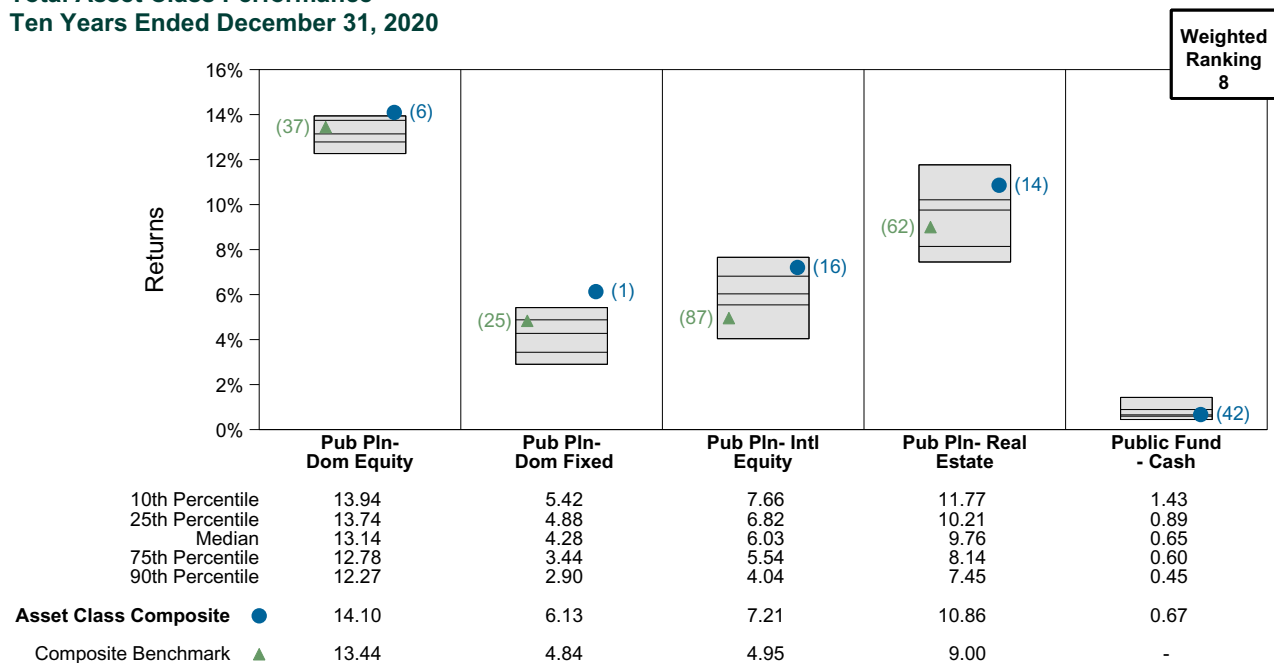 Total Asset Class Performance
Ten Years Ended December 31, 2020
Weighted
Ranking
8
16%
14%
12%
10%
8%
6%
4%
2%
0%
Returns
(37)
(6)
(25)
(1)
(87)
(16)
(62)
(14)
(42)
Pub Pln- Dom Equity
Pub Pln- Dom Fixed
Pub Pln- Intl Equity
Pub Pln- Real Estate
Public Fund - Cash
10th Percentile 13.94 5.42 7.66 11.77 1.43
25th Percentile 13.74 4.88 6.82 10.21 0.89
Median 13.14 4.28 6.03 9.76 0.65
75th Percentile 12.78 3.44 5.54 8.14 0.60
90th Percentile 12.27 2.90 4.04 7.45 0.45
Asset Class Composite 14.10 6.13 7.21 10.86 0.67
Composite Benchmark 13.44 4.84 4.95 9.00 -